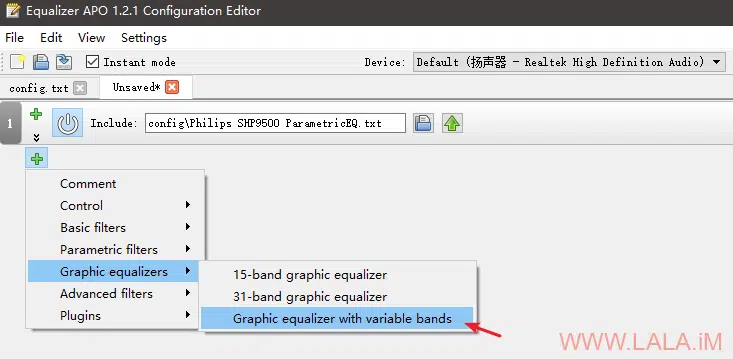 Equalizer APO 1.2.1 Configuration Editor
File Edit View Settings
Instant mode Device: Default (扬声器 - Realtek High Definition Audio)
config.txt Unsaved*
1 Include: config\Philips SHP9500 ParametricEQ.txt
Comment
Control
Basic filters
Parametric filters
Graphic equalizers
Advanced filters
Plugins
15-band graphic equalizer
31-band graphic equalizer
Graphic equalizer with variable bands
WWW.LALA.iM